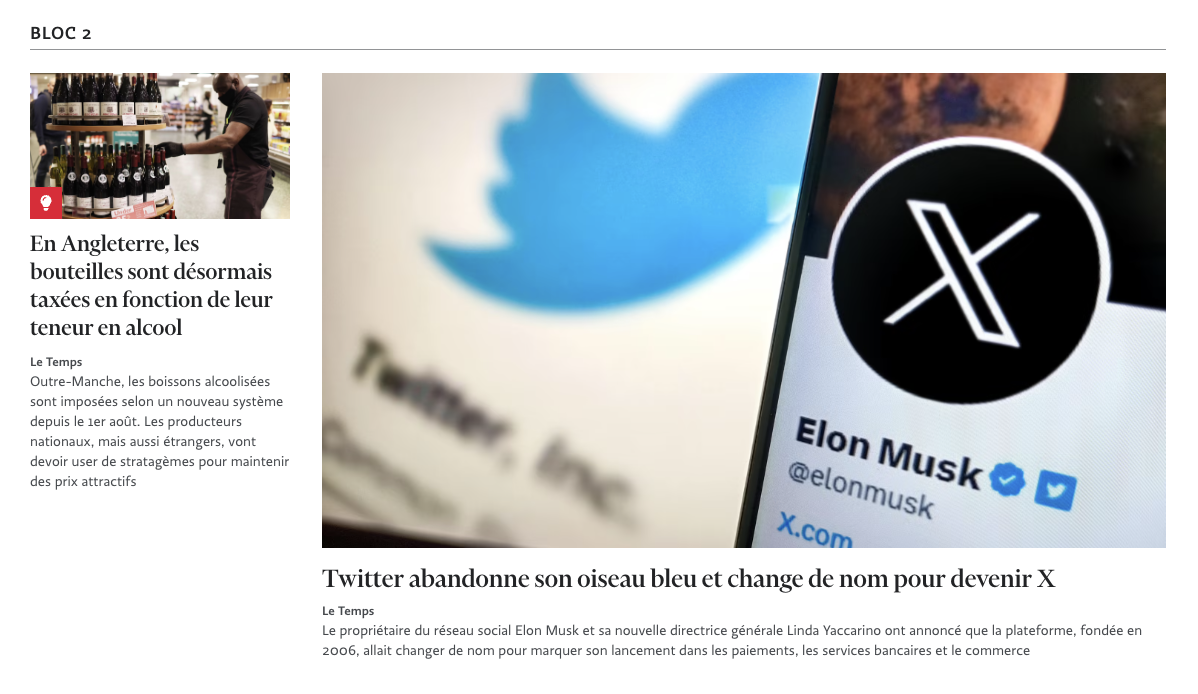 BLOC 2
En Angleterre, les
bouteilles sont désormais
taxées en fonction de leur
teneur en alcool
Le Temps
Outre-Manche, les boissons alcoolisées
sont imposées selon un nouveau système
depuis le 1er août. Les producteurs
nationaux, mais aussi étrangers, vont
devoir user de stratagèmes pour maintenir
des prix attractifs
Twitter, Inc.
Elon Musk
@elonmusk
X.com
Twitter abandonne son oiseau bleu et change de nom pour devenir X
Le Temps
Le propriétaire du réseau social Elon Musk et sa nouvelle directrice générale Linda Yaccarino ont annoncé que la plateforme, fondée en
2006, allait changer de nom pour marquer son lancement dans les paiements, les services bancaires et le commerce